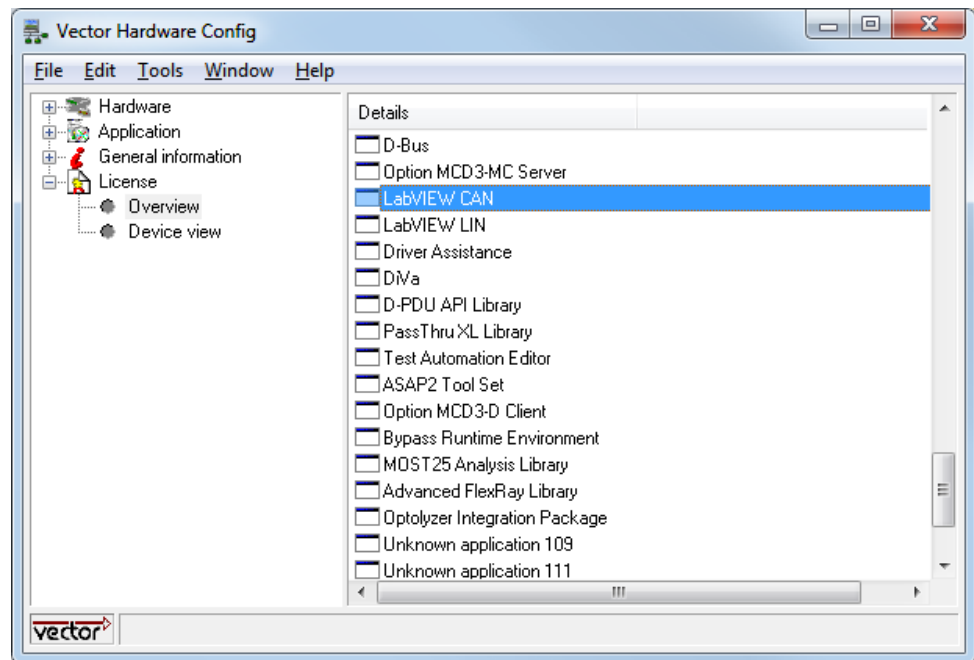 Vector Hardware Config
File Edit Tools Window Help
Hardware
Application
General information
License
Overview
Device view
Details
D-Bus
Option MCD3-MC Server
LabVIEW CAN
LabVIEW LIN
Driver Assistance
DiVa
D-PDU API Library
PassThru XL Library
Test Automation Editor
ASAP2 Tool Set
Option MCD3-D Client
Bypass Runtime Environment
MOST25 Analysis Library
Advanced FlexRay Library
Optolyzer Integration Package
Unknown application 109
Unknown application 111
vector